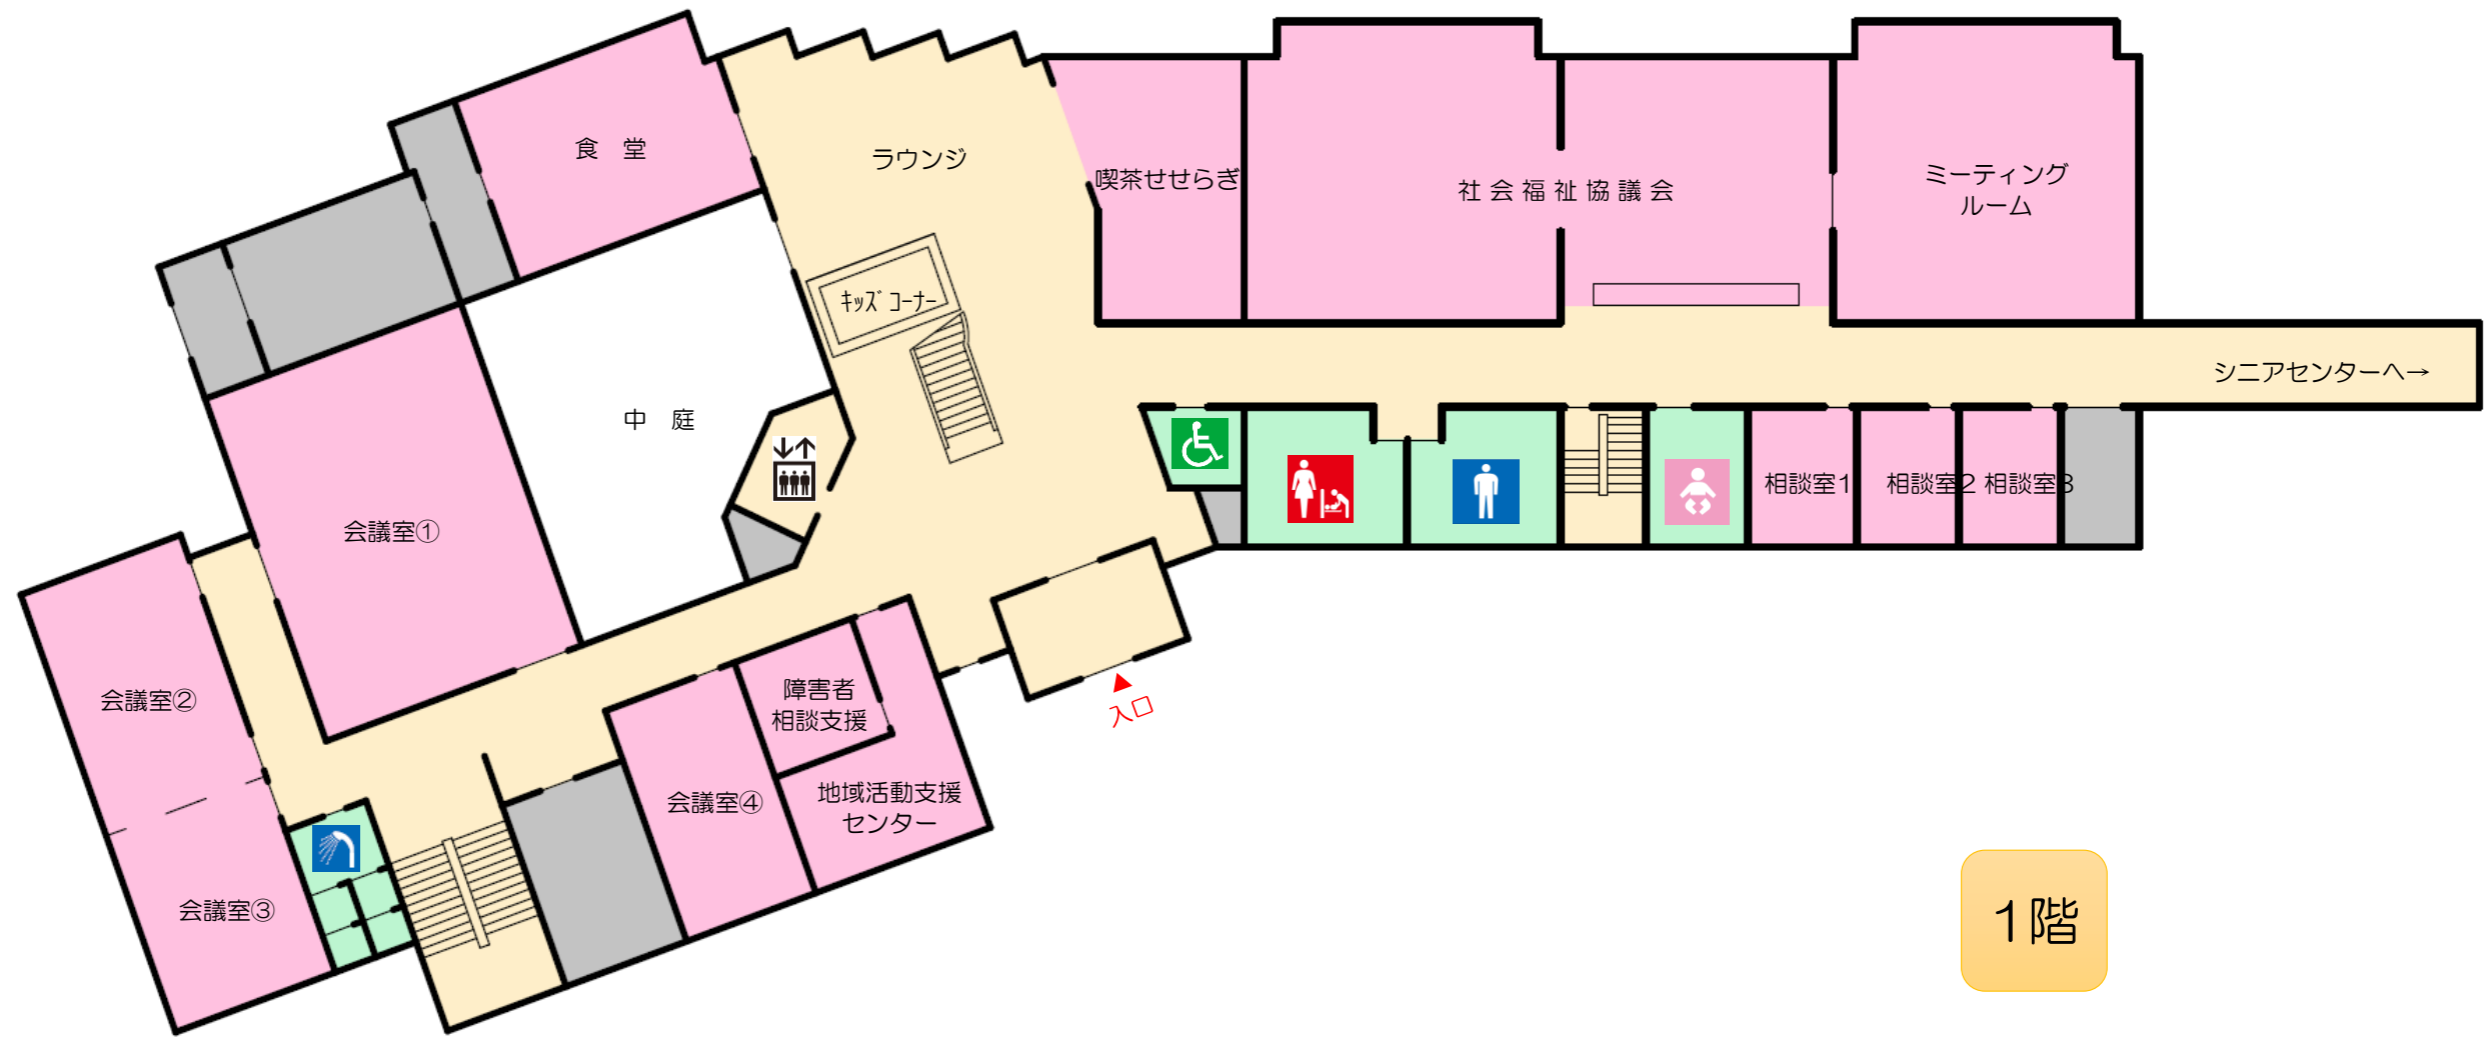 食 堂
ラウンジ
喫茶せせらぎ
社会福祉協議会
ミーティング
ルーム
ｷｯｽﾞｺｰﾅｰ
シニアセンターへ→
中 庭
相談室1
相談室2
相談室3
会議室①
会議室②
障害者
相談支援
入口
会議室④
地域活動支援
センター
会議室③
1階